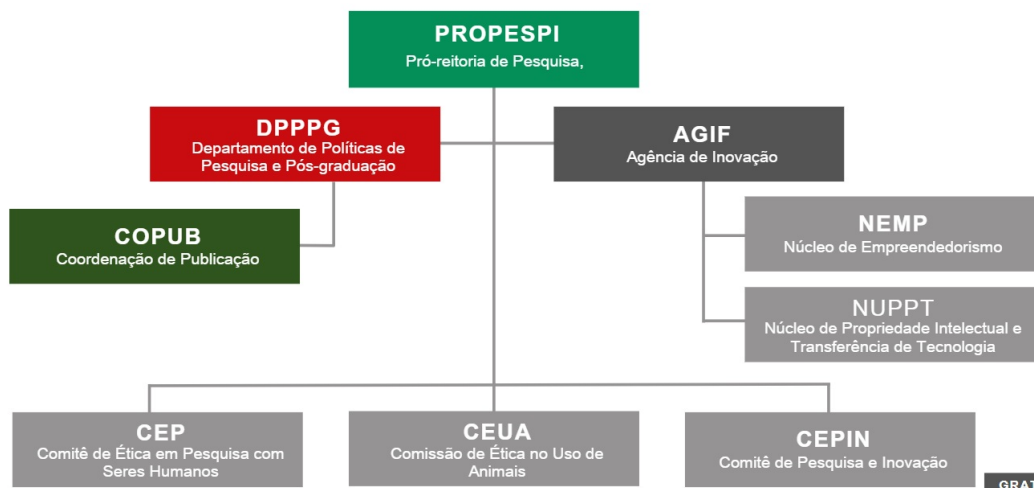 PROPESPI
Pró-reitoria de Pesquisa,
DPPPG
Departamento de Políticas de
Pesquisa e Pós-graduação
AGIF
Agência de Inovação
COPUB
Coordenação de Publicação
NEMP
Núcleo de Empreendedorismo
NUPPT
Núcleo de Propriedade Intelectual e
Transferência de Tecnologia
CEP
Comitê de Ética em Pesquisa com
Seres Humanos
CEUA
Comissão de Ética no Uso de
Animais
CEPIN
Comitê de Pesquisa e Inovação